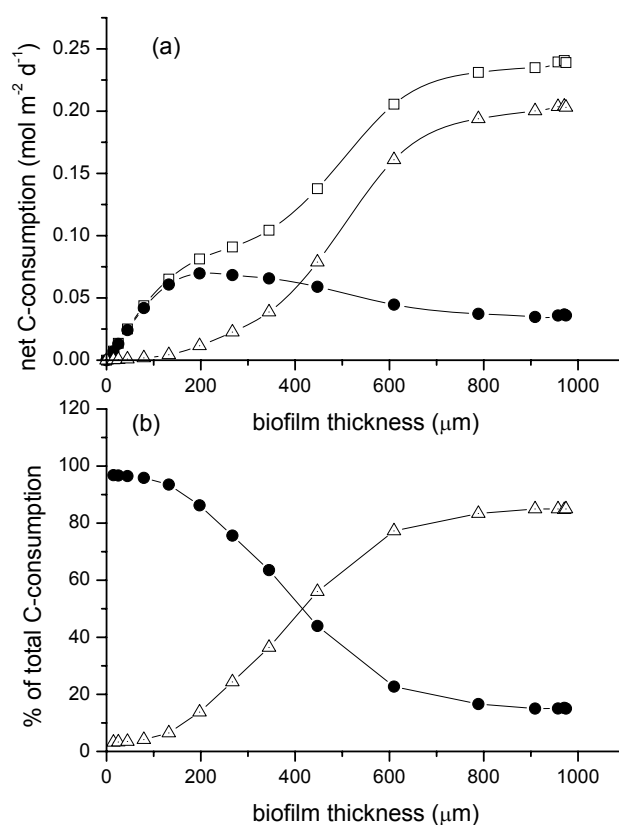 (a)
net C-consumption (mol m⁻² d⁻¹)
0.25
0.20
0.15
0.10
0.05
0.00
0 200 400 600 800 1000
biofilm thickness (μm)
(b)
% of total C-consumption
120
100
80
60
40
20
0
0 200 400 600 800 1000
biofilm thickness (μm)